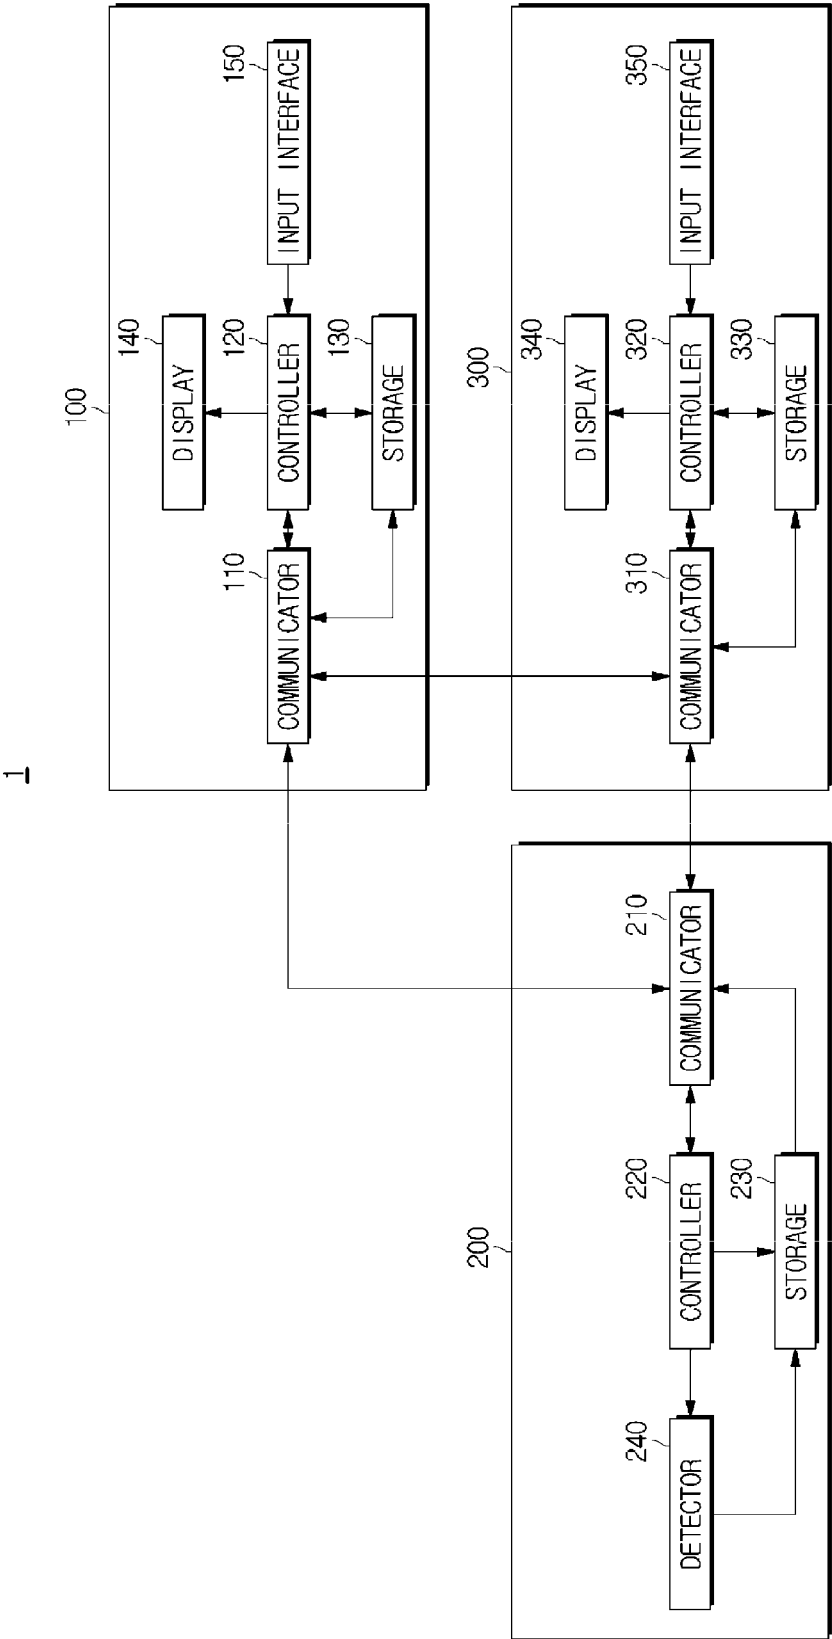 1
100
140
DISPLAY
110
COMMUNICATOR
120
CONTROLLER
150
INPUT INTERFACE
130
STORAGE
200
240
DETECTOR
220
CONTROLLER
210
COMMUNICATOR
230
STORAGE
300
340
DISPLAY
310
COMMUNICATOR
320
CONTROLLER
350
INPUT INTERFACE
330
STORAGE